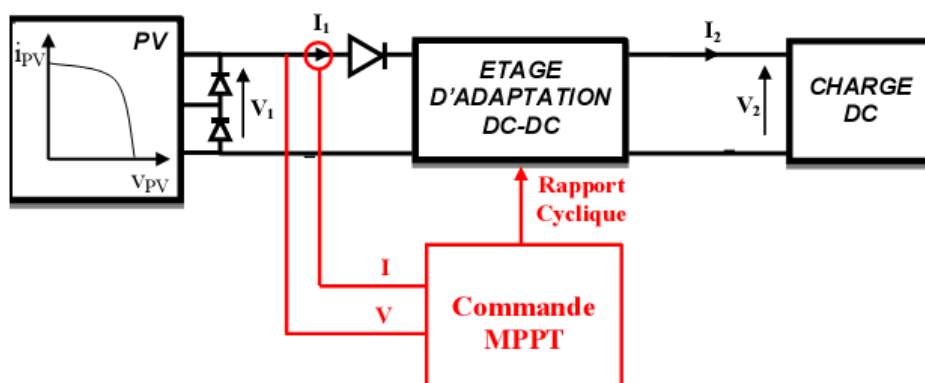 PV
iPV
vPV
V1
I1
ETAGE
D'ADAPTATION
DC-DC
I2
V2
CHARGE
DC
Rapport
Cyclique
I
V
Commande
MPPT